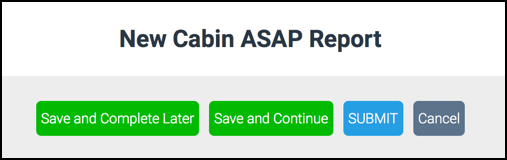 New Cabin ASAP Report
Save and Complete Later Save and Continue SUBMIT Cancel